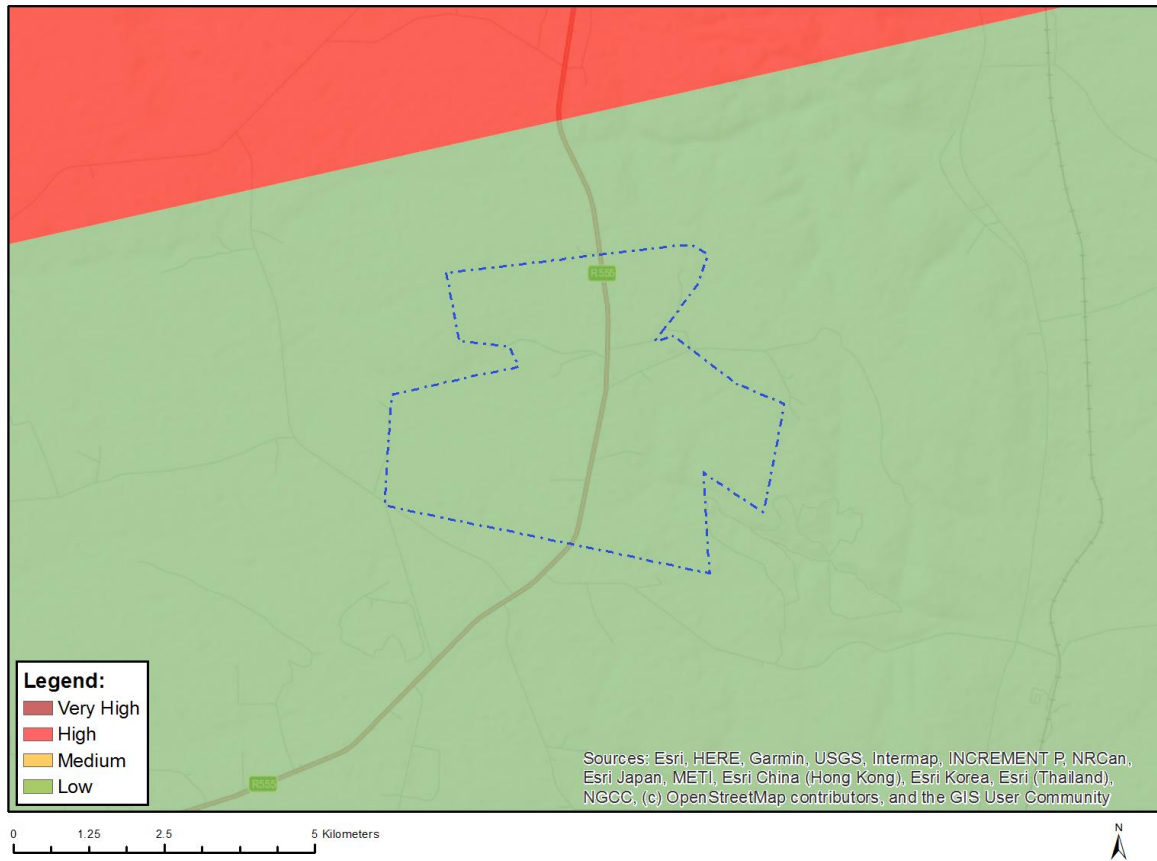 R555
R555
Legend:
Very High
High
Medium
Low
Sources: Esri, HERE, Garmin, USGS, Intermap, INCREMENT P, NRCan,
Esri Japan, METI, Esri China (Hong Kong), Esri Korea, Esri (Thailand),
NGCC, (c) OpenStreetMap contributors, and the GIS User Community
0 1.25 2.5 5 Kilometers
N